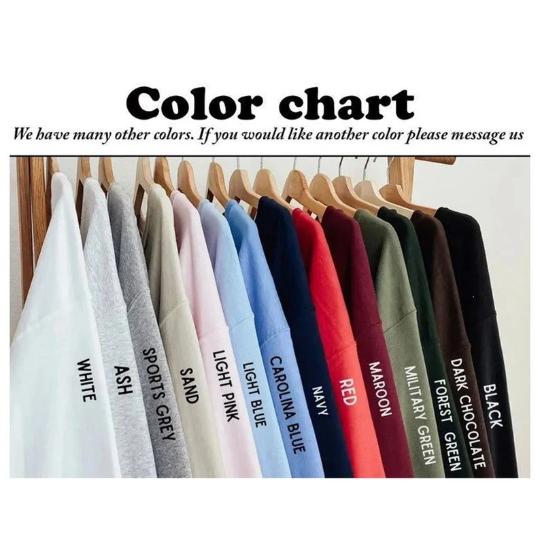 Color chart
We have many other colors. If you would like another color please message us
WHITE
ASH
SPORTS GREY
SAND
LIGHT PINK
LIGHT BLUE
CAROLINA BLUE
NAVY
RED
MAROON
MILITARY GREEN
FOREST GREEN
DARK CHOCOLATE
BLACK